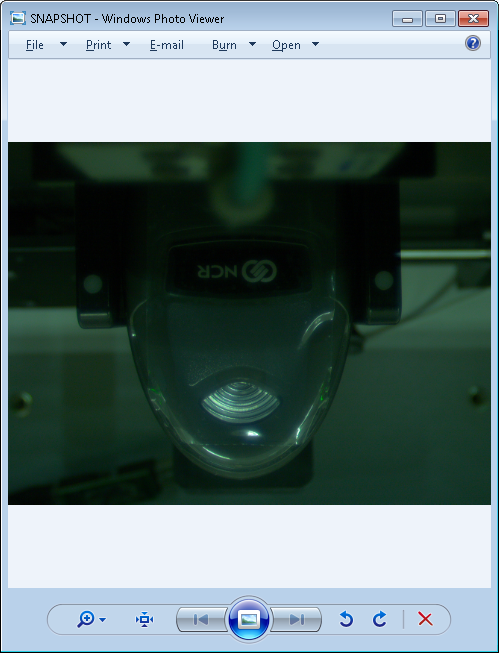 SNAPSHOT - Windows Photo Viewer
File Print E-mail Burn Open
NCR